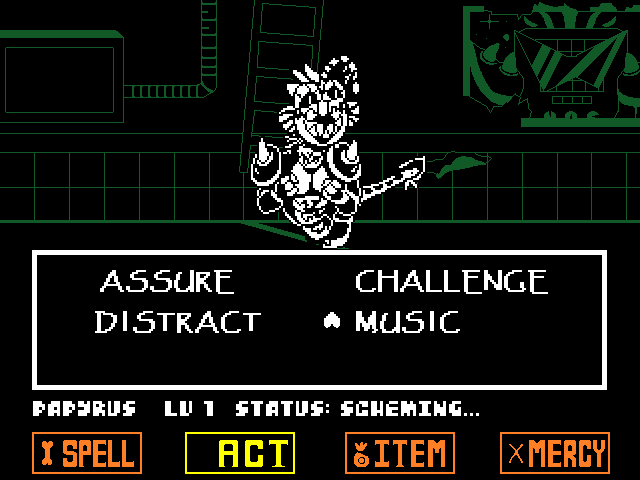 ASSURE CHALLENGE
DISTRACT MUSIC
PAPYRUS LV 1 STATUS: SCHEMING...
SPELL ACT ITEM MERCY